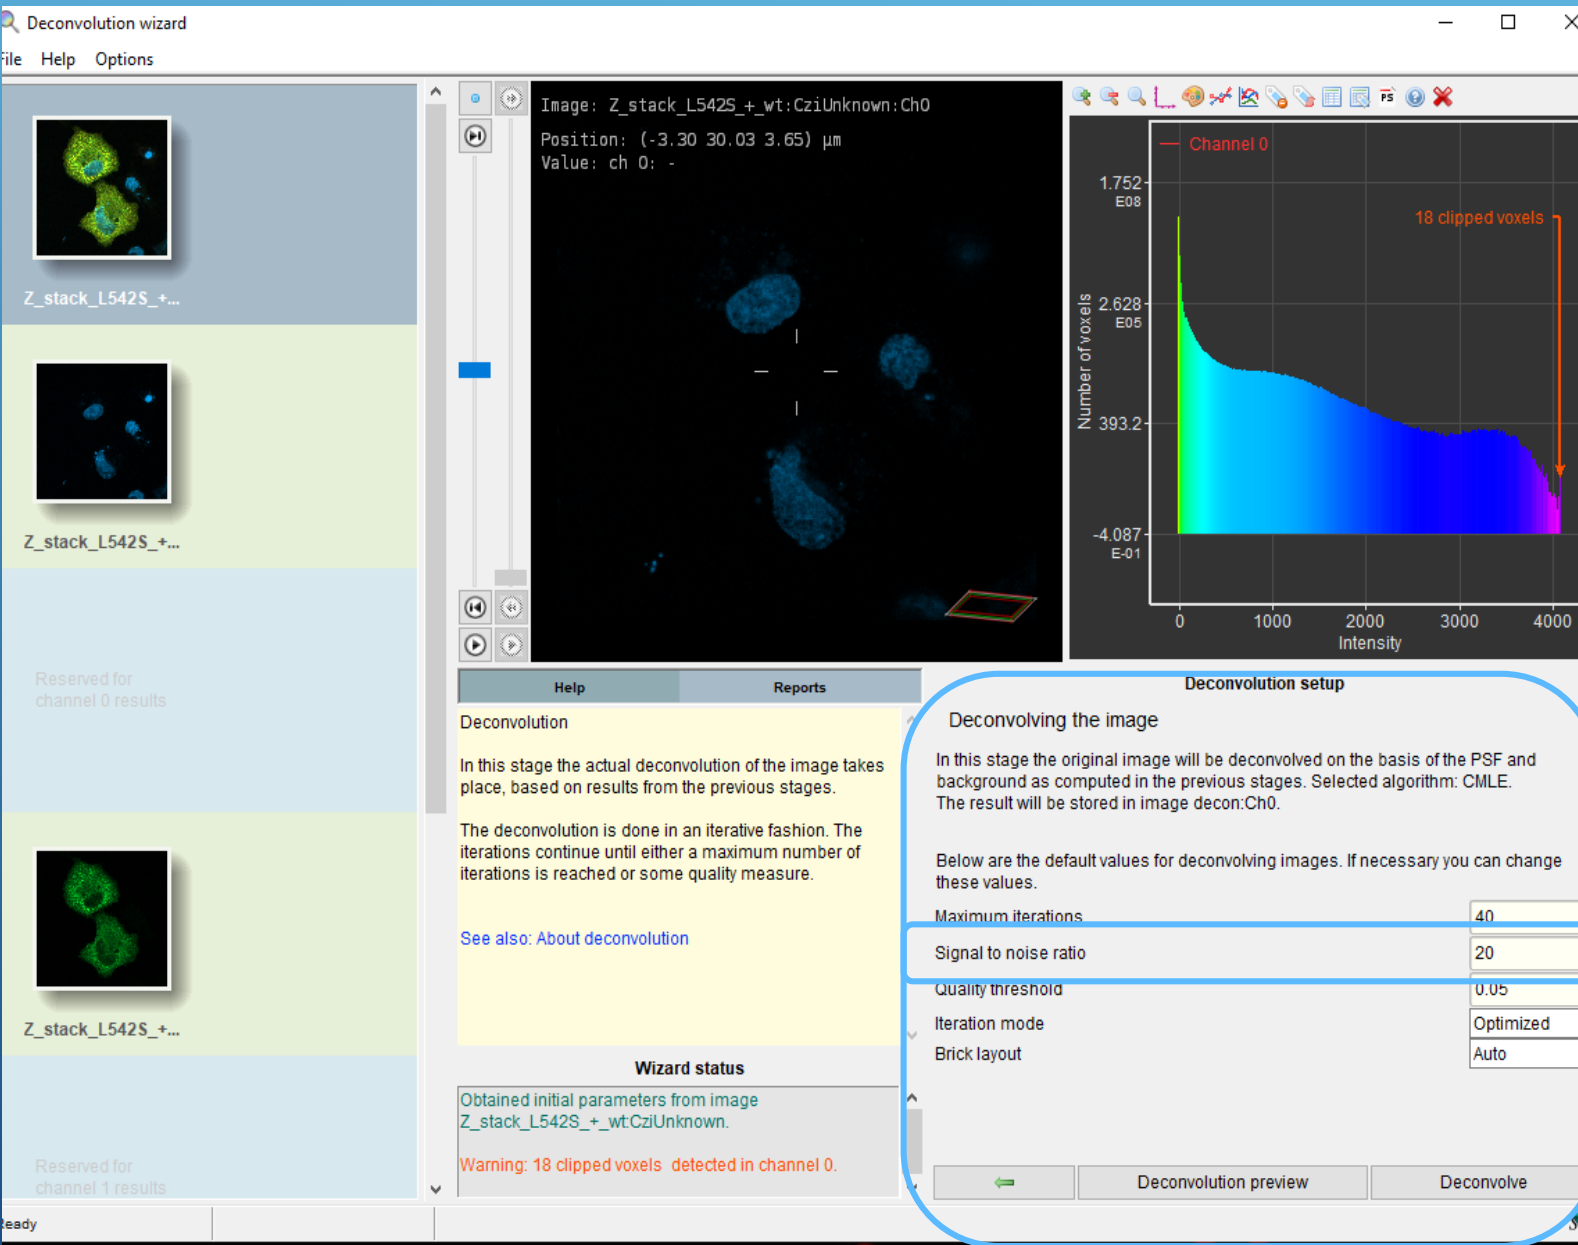 Deconvolution wizard
File Help Options
Z_stack_L542S_+...
Z_stack_L542S_+...
Reserved for
channel 0 results
Z_stack_L542S_+...
Reserved for
channel 1 results
Image: Z_stack_L542S_+_wt:CziUnknown:Ch0
Position: (-3.30 30.03 3.65) µm
Value: ch 0: -
PS
Channel 0
18 clipped voxels
Number of voxels
1.752
E08
2.628
E05
393.2
-4.087
E-01
0 1000 2000 3000 4000
Intensity
Help Reports
Deconvolution
In this stage the actual deconvolution of the image takes
place, based on results from the previous stages.
The deconvolution is done in an iterative fashion. The
iterations continue until either a maximum number of
iterations is reached or some quality measure.
See also: About deconvolution
Wizard status
Obtained initial parameters from image
Z_stack_L542S_+_wt:CziUnknown.
Warning: 18 clipped voxels detected in channel 0.
Deconvolution setup
Deconvolving the image
In this stage the original image will be deconvolved on the basis of the PSF and
background as computed in the previous stages. Selected algorithm: CMLE.
The result will be stored in image decon:Ch0.
Below are the default values for deconvolving images. If necessary you can change
these values.
Maximum iterations 40
Signal to noise ratio 20
Quality threshold 0.05
Iteration mode Optimized
Brick layout Auto
Deconvolution preview Deconvolve
Ready